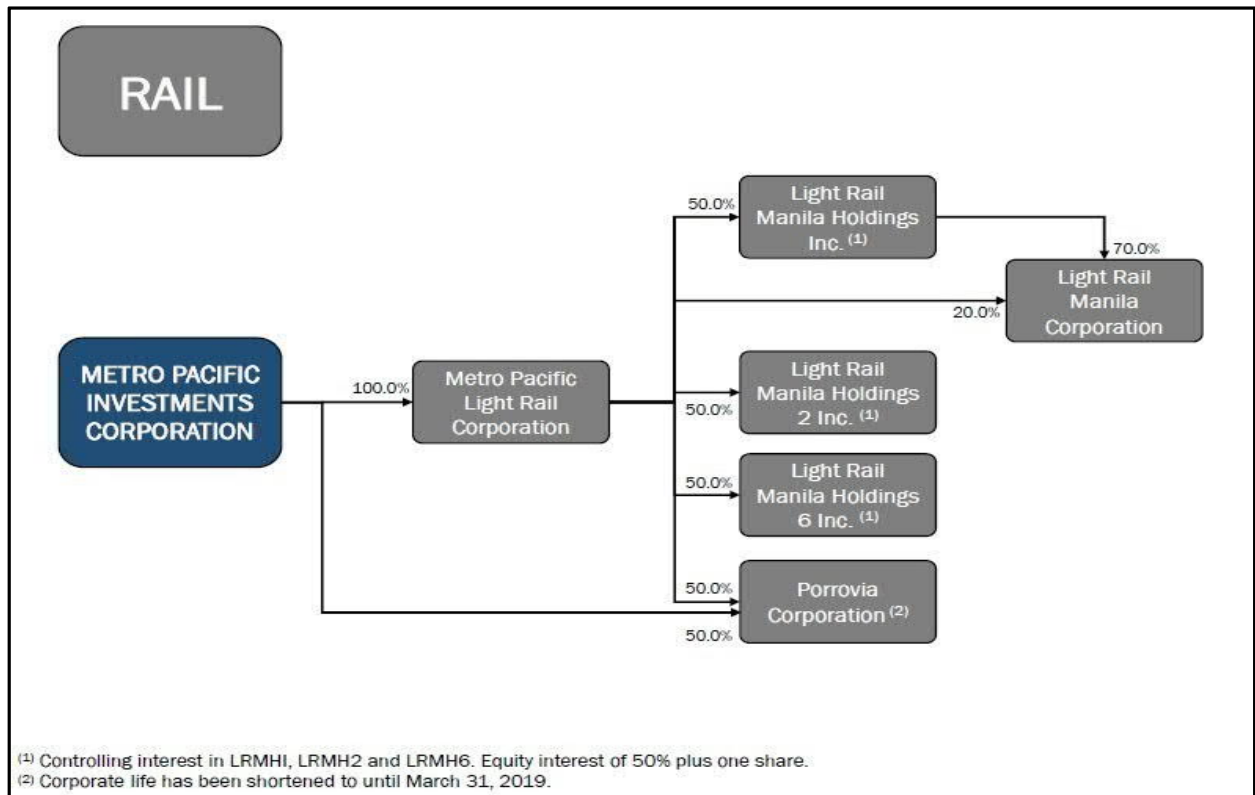 RAIL
50.0%
Light Rail
Manila Holdings
Inc. (1)
70.0%
Light Rail
Manila
Corporation
20.0%
METRO PACIFIC
INVESTMENTS
CORPORATION
100.0%
Metro Pacific
Light Rail
Corporation
50.0%
Light Rail
Manila Holdings
2 Inc. (1)
50.0%
Light Rail
Manila Holdings
6 Inc. (1)
50.0%
50.0%
Porrovia
Corporation (2)
(1) Controlling interest in LRMHI, LRMH2 and LRMH6. Equity interest of 50% plus one share.
(2) Corporate life has been shortened to until March 31, 2019.